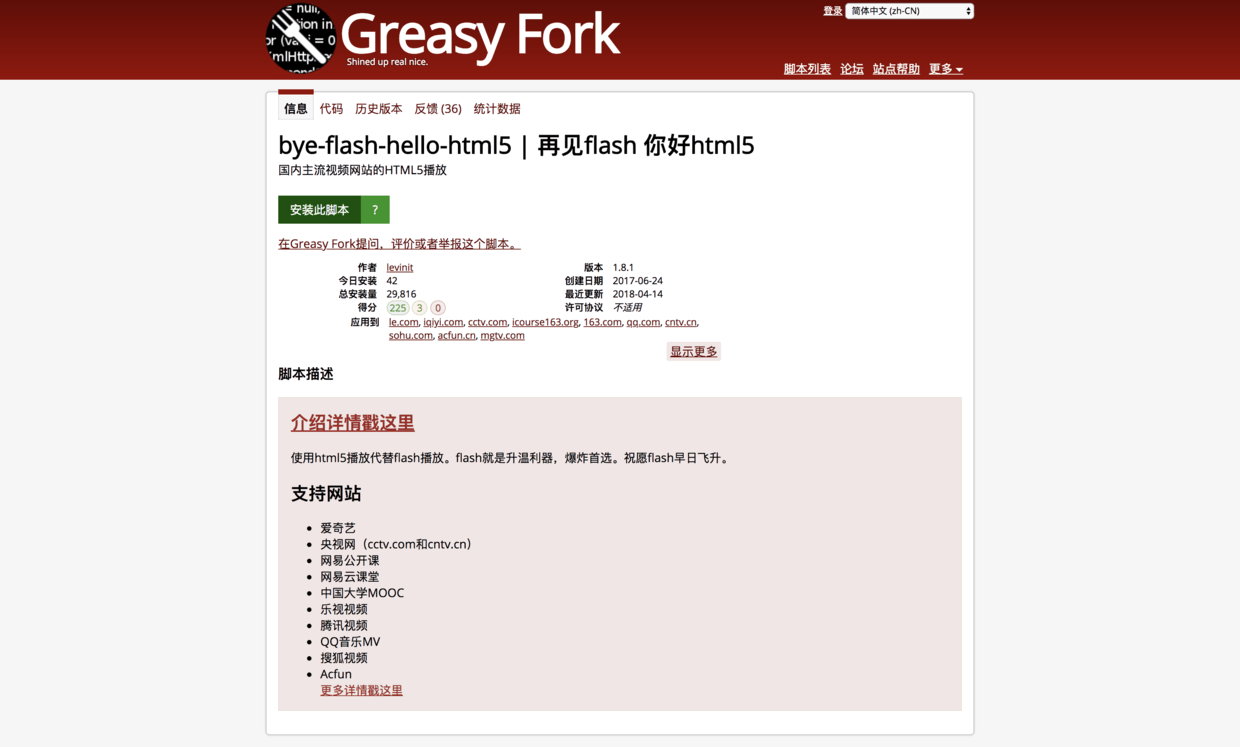 = null,
tion in
or (var i = 0
mlHttp
Greasy Fork
Shined up real nice.
登录 简体中文 (zh-CN)
脚本列表 论坛 站点帮助 更多
信息 代码 历史版本 反馈 (36) 统计数据
bye-flash-hello-html5 | 再见flash 你好html5
国内主流视频网站的HTML5播放
安装此脚本 ?
在Greasy Fork提问，评价或者举报这个脚本。
作者 levinit 版本 1.8.1
今日安装 42 创建日期 2017-06-24
总安装量 29,816 最近更新 2018-04-14
得分 225 3 0 许可协议 不适用
应用到 le.com, iqiyi.com, cctv.com, icourse163.org, 163.com, qq.com, cntv.cn,
sohu.com, acfun.cn, mgtv.com
显示更多
脚本描述
介绍详情戳这里
使用html5播放代替flash播放。flash就是升温利器，爆炸首选。祝愿flash早日飞升。
支持网站
爱奇艺
央视网（cctv.com和cntv.cn）
网易公开课
网易云课堂
中国大学MOOC
乐视视频
腾讯视频
QQ音乐MV
搜狐视频
Acfun
更多详情戳这里